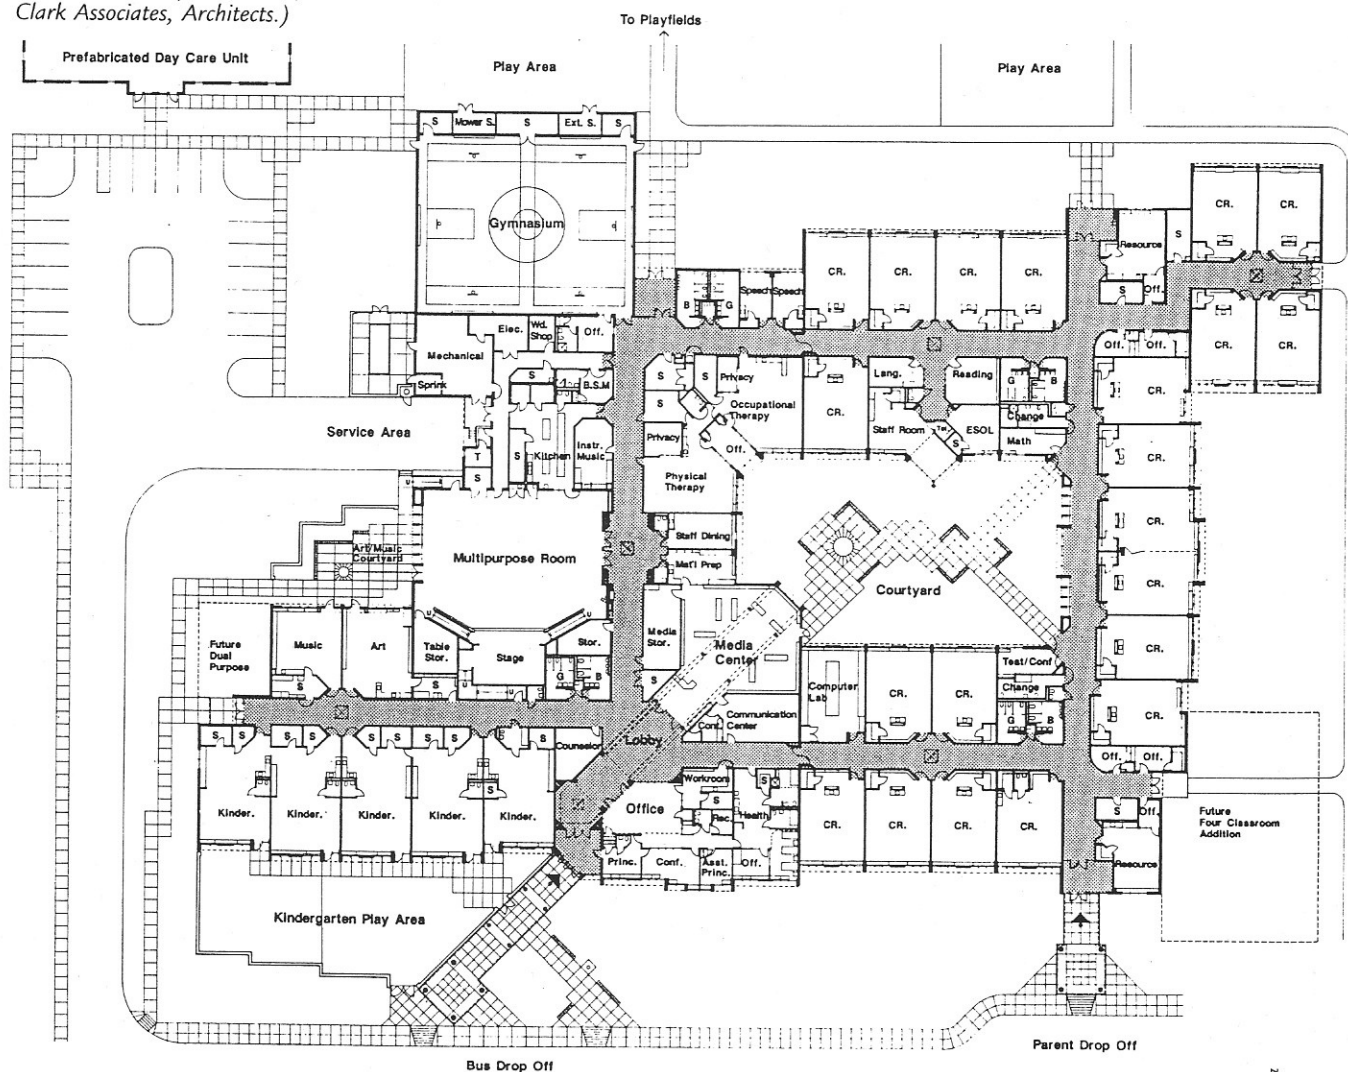 Clark Associates, Architects.)
To Playfields
Prefabricated Day Care Unit
Play Area
Play Area
S
Mower S.
S
Ext. S.
S
Gymnasium
CR.
CR.
Resource
S
S
Off.
B
G
Speech
Speech
CR.
CR.
CR.
CR.
CR.
CR.
Elec.
Wd.
Shop
Off.
Mechanical
Sprink
S
B.S.M
S
S
Privacy
S
Occupational
Therapy
CR.
Lang.
Reading
G
B
Off.
Off.
CR.
Staff Room
Tel.
S
ESOL
Change
Math
Service Area
T
S
S
Kitchen
Instr.
Music
Privacy
Off.
Physical
Therapy
CR.
U
Art/Music
Courtyard
Multipurpose Room
Staff Dining
Mat'l Prep
CR.
CR.
Courtyard
Future
Dual
Purpose
Music
Art
Table
Stor.
U
U
Stage
Stor.
Media
Stor.
Media
Center
CR.
S
S
U
G
B
S
Computer
Lab
CR.
CR.
Test/Conf
Change
G
B
CR.
Conf.
Communication
Center
S
S
S
S
S
S
S
S
S
Counselor
Lobby
Off.
Off.
Kinder.
Kinder.
Kinder.
Kinder.
S
Kinder.
Office
Workroom
S
Rec.
S
Health
CR.
CR.
CR.
CR.
S
Off.
Resource
Future
Four Classroom
Addition
Princ.
Conf.
Asst.
Princ.
Off.
Kindergarten Play Area
Parent Drop Off
Bus Drop Off